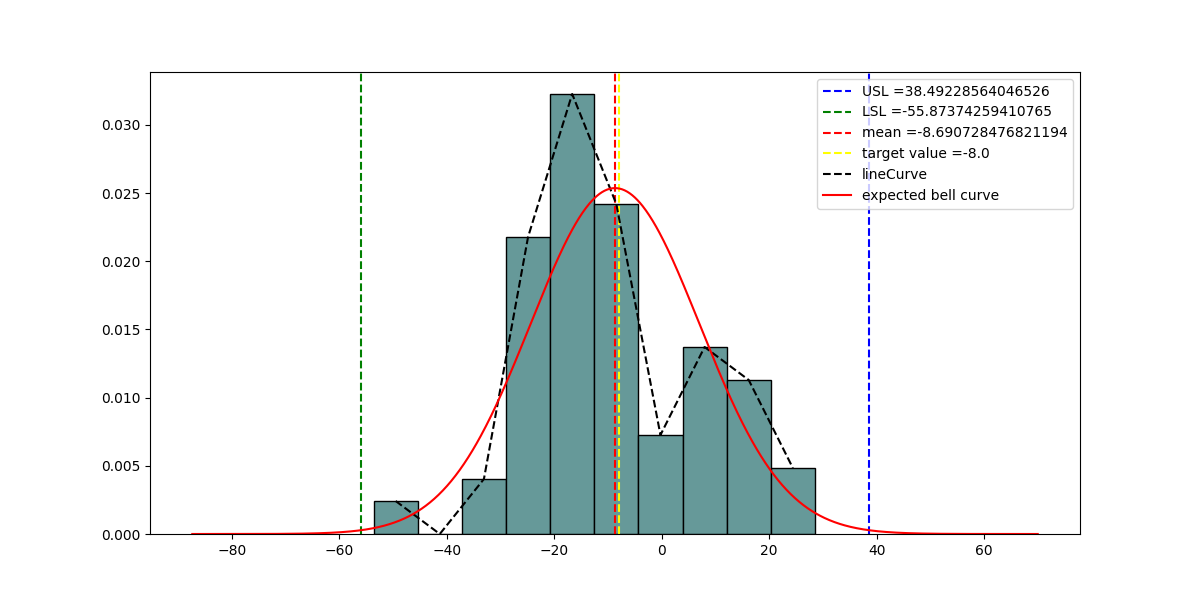 USL =38.49228564046526
LSL =-55.87374259410765
mean =-8.690728476821194
target value =-8.0
lineCurve
expected bell curve
0.030
0.025
0.020
0.015
0.010
0.005
0.000
−80 −60 −40 −20 0 20 40 60